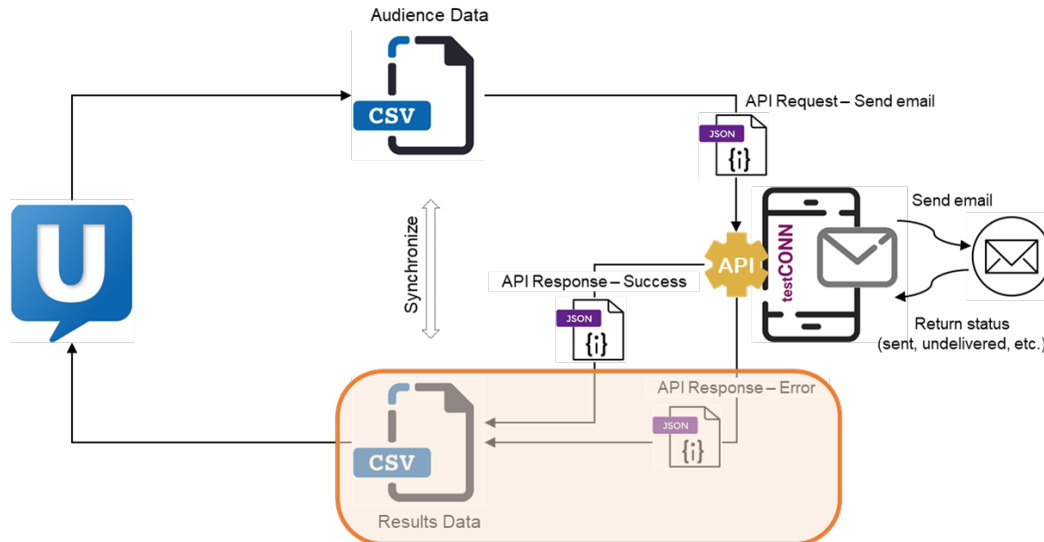 Audience Data
CSV
API Request – Send email
JSON
{i}
U
Synchronize
API
testCONN
Send email
API Response – Success
JSON
{i}
Return status
(sent, undelivered, etc.)
API Response – Error
JSON
{i}
CSV
Results Data